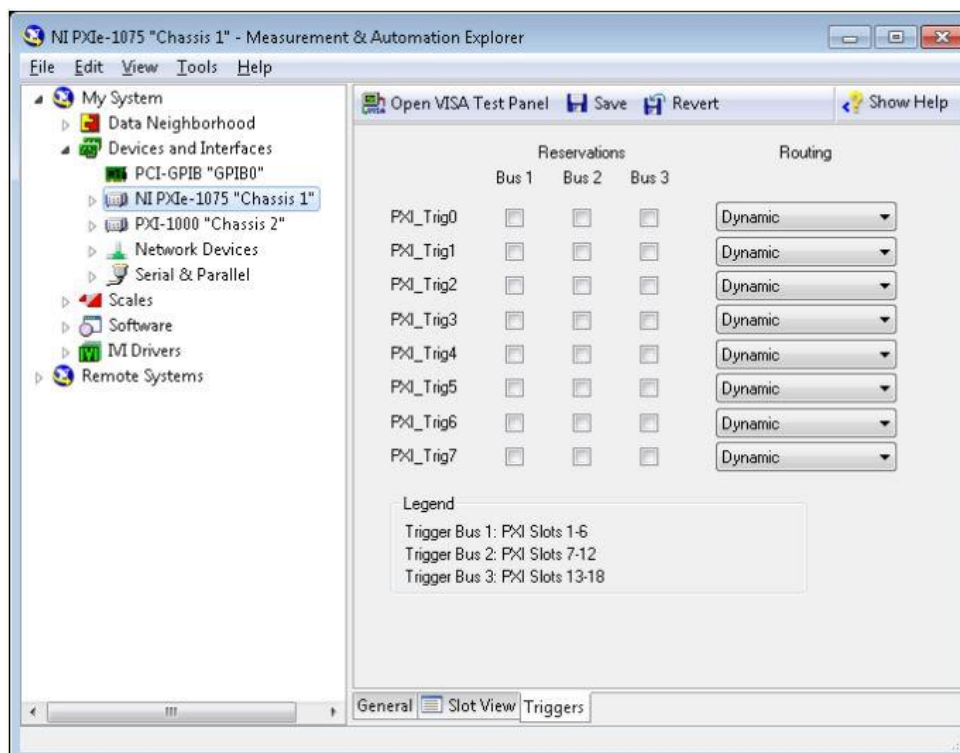 NI PXIe-1075 "Chassis 1" - Measurement & Automation Explorer
File Edit View Tools Help
My System
Data Neighborhood
Devices and Interfaces
PCI-GPIB "GPIB0"
NI PXIe-1075 "Chassis 1"
PXI-1000 "Chassis 2"
Network Devices
Serial & Parallel
Scales
Software
IVI Drivers
Remote Systems
Open VISA Test Panel Save Revert Show Help
Reservations Routing
Bus 1 Bus 2 Bus 3
PXI_Trig0 Dynamic
PXI_Trig1 Dynamic
PXI_Trig2 Dynamic
PXI_Trig3 Dynamic
PXI_Trig4 Dynamic
PXI_Trig5 Dynamic
PXI_Trig6 Dynamic
PXI_Trig7 Dynamic
Legend
Trigger Bus 1: PXI Slots 1-6
Trigger Bus 2: PXI Slots 7-12
Trigger Bus 3: PXI Slots 13-18
General Slot View Triggers